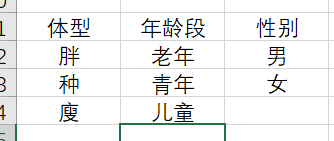 1 体型 年龄段 性别
2 胖 老年 男
3 种 青年 女
4 廋 儿童